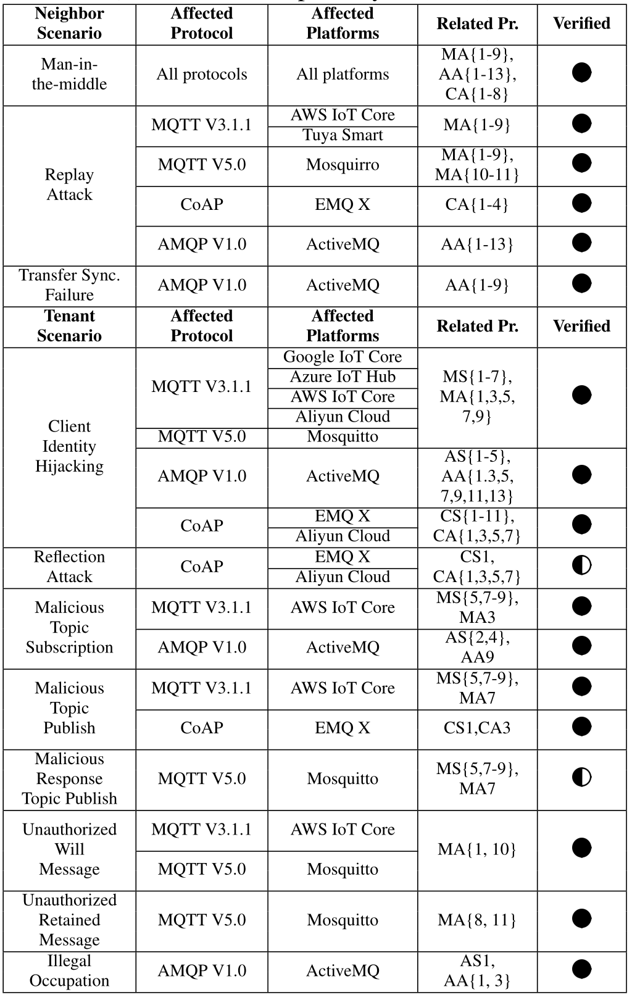 Neighbor Scenario | Affected Protocol | Affected Platforms | Related Pr. | Verified
Man-in-
the-middle
All protocols
All platforms
MA{1-9},
AA{1-13},
CA{1-8}
Replay
Attack
MQTT V3.1.1
AWS IoT Core
Tuya Smart
MA{1-9}
MQTT V5.0
Mosquirro
MA{1-9},
MA{10-11}
CoAP
EMQ X
CA{1-4}
AMQP V1.0
ActiveMQ
AA{1-13}
Transfer Sync.
Failure
AMQP V1.0
ActiveMQ
AA{1-9}
Tenant
Scenario
Affected
Protocol
Affected
Platforms
Related Pr.
Verified
Client
Identity
Hijacking
MQTT V3.1.1
Google IoT Core
Azure IoT Hub
AWS IoT Core
Aliyun Cloud
MQTT V5.0
Mosquitto
MS{1-7},
MA{1,3,5,
7,9}
AMQP V1.0
ActiveMQ
AS{1-5},
AA{1.3,5,
7,9,11,13}
CoAP
EMQ X
Aliyun Cloud
CS{1-11},
CA{1,3,5,7}
Reflection
Attack
CoAP
EMQ X
Aliyun Cloud
CS1,
CA{1,3,5,7}
Malicious
Topic
Subscription
MQTT V3.1.1
AWS IoT Core
MS{5,7-9},
MA3
AMQP V1.0
ActiveMQ
AS{2,4},
AA9
Malicious
Topic
Publish
MQTT V3.1.1
AWS IoT Core
MS{5,7-9},
MA7
CoAP
EMQ X
CS1,CA3
Malicious
Response
Topic Publish
MQTT V5.0
Mosquitto
MS{5,7-9},
MA7
Unauthorized
Will
Message
MQTT V3.1.1
AWS IoT Core
MQTT V5.0
Mosquitto
MA{1, 10}
Unauthorized
Retained
Message
MQTT V5.0
Mosquitto
MA{8, 11}
Illegal
Occupation
AMQP V1.0
ActiveMQ
AS1,
AA{1, 3}